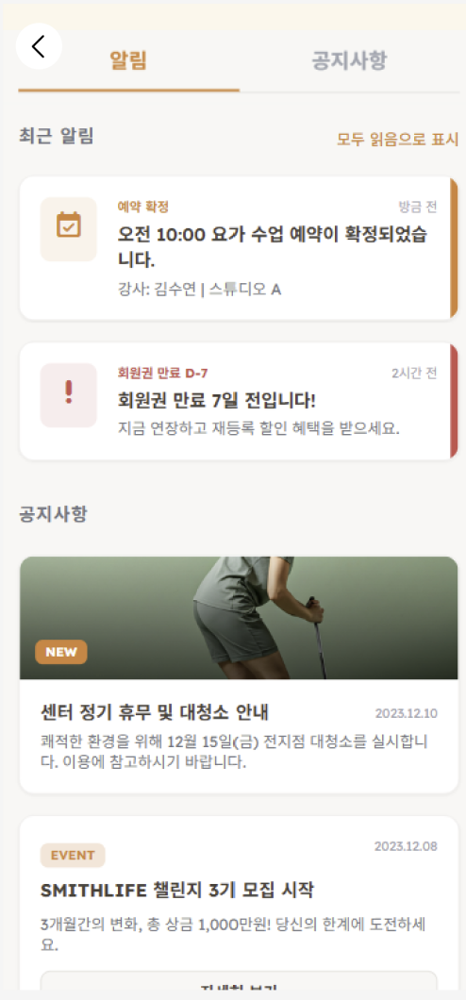 알림
공지사항
최근 알림
모두 읽음으로 표시
예약 확정
방금 전
오전 10:00 요가 수업 예약이 확정되었습
니다.
강사: 김수연 | 스튜디오 A
회원권 만료 D-7
2시간 전
회원권 만료 7일 전입니다!
지금 연장하고 재등록 할인 혜택을 받으세요.
공지사항
NEW
센터 정기 휴무 및 대청소 안내
2023.12.10
쾌적한 환경을 위해 12월 15일(금) 전지점 대청소를 실시합니
다. 이용에 참고하시기 바랍니다.
EVENT
2023.12.08
SMITHLIFE 챌린지 3기 모집 시작
3개월간의 변화, 총 상금 1,000만원! 당신의 한계에 도전하세
요.